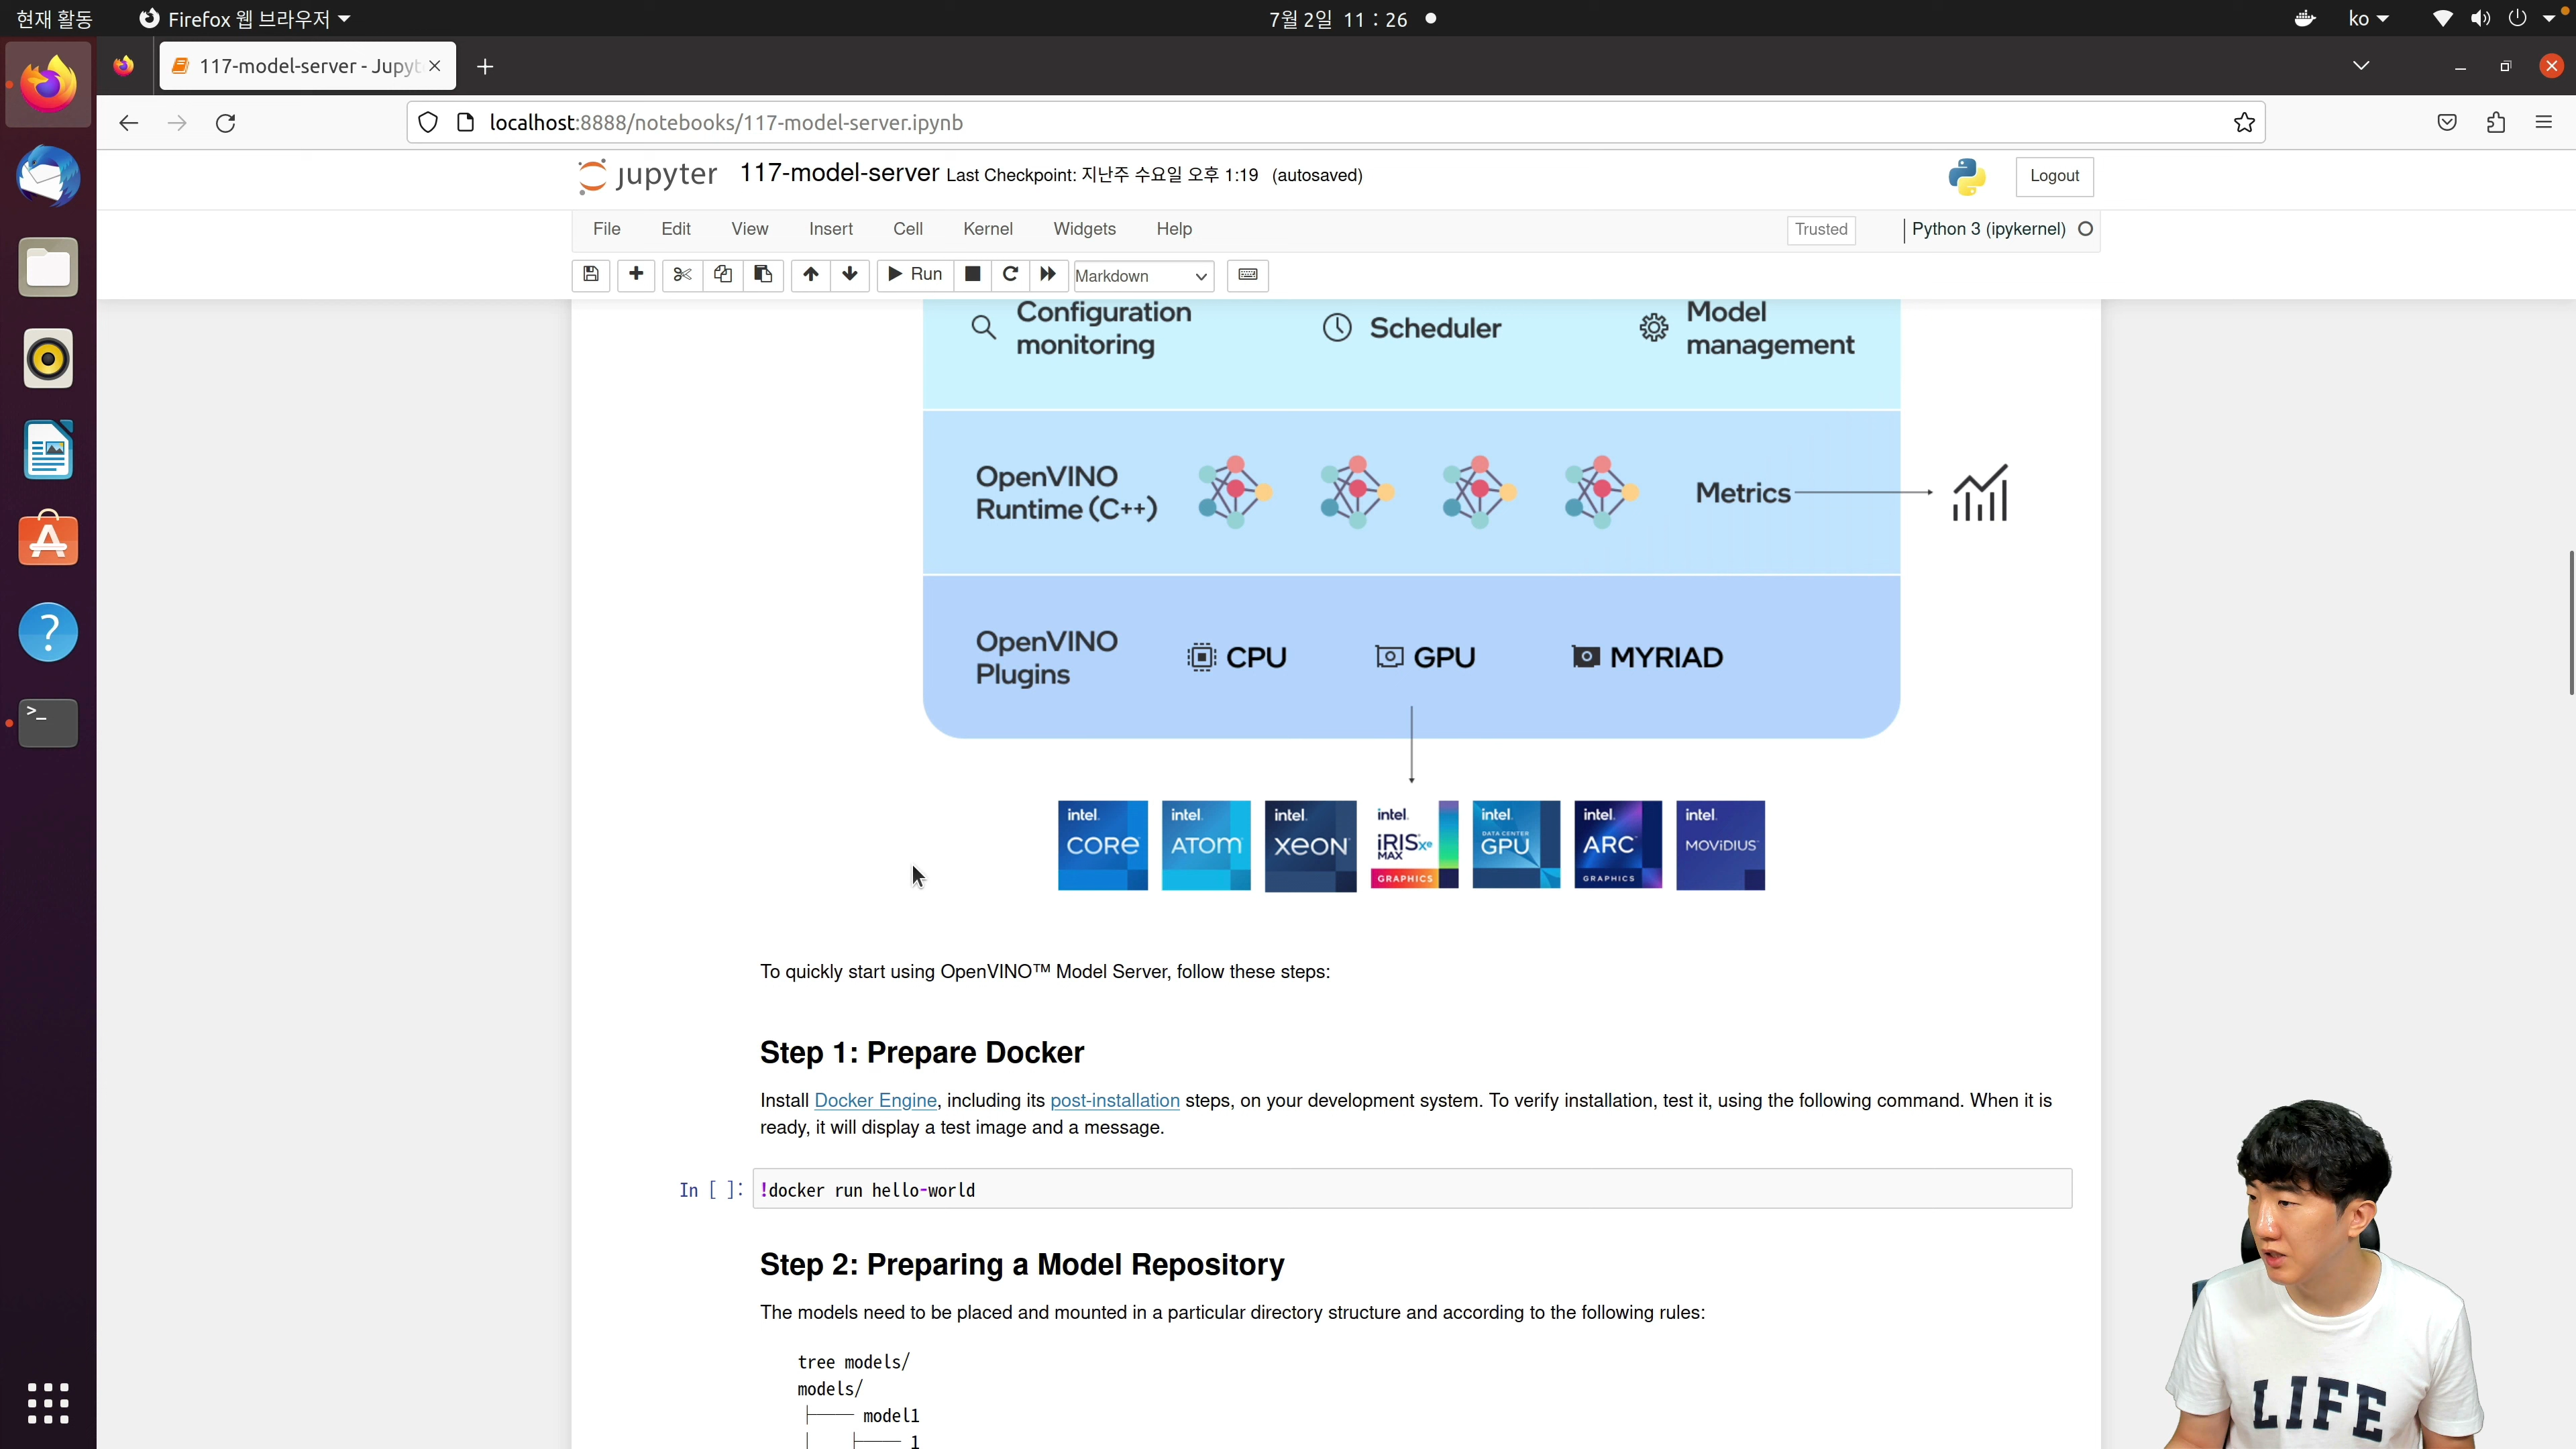 현재 활동
Firefox 웹 브라우저
7월 2일 11 : 26
ko
117-model-server - Jupyt
localhost:8888/notebooks/117-model-server.ipynb
jupyter
117-model-server Last Checkpoint: 지난주 수요일 오후 1:19 (autosaved)
Logout
File Edit View Insert Cell Kernel Widgets Help
Trusted
Python 3 (ipykernel)
Run
Markdown
Configuration
monitoring
Scheduler
Model
management
OpenVINO
Runtime (C++)
Metrics
OpenVINO
Plugins
CPU
GPU
MYRIAD
intel.
CORE
intel.
ATOM
intel.
XEON
intel.
iRIS xe
MAX
GRAPHICS
intel.
DATA CENTER
GPU
intel.
ARC
GRAPHICS
intel.
MOVIDIUS
To quickly start using OpenVINO™ Model Server, follow these steps:
Step 1: Prepare Docker
Install Docker Engine, including its post-installation steps, on your development system. To verify installation, test it, using the following command. When it is
ready, it will display a test image and a message.
In [ ]: !docker run hello-world
Step 2: Preparing a Model Repository
The models need to be placed and mounted in a particular directory structure and according to the following rules:
tree models/
models/
├── model1
│ ├── 1
LIFE